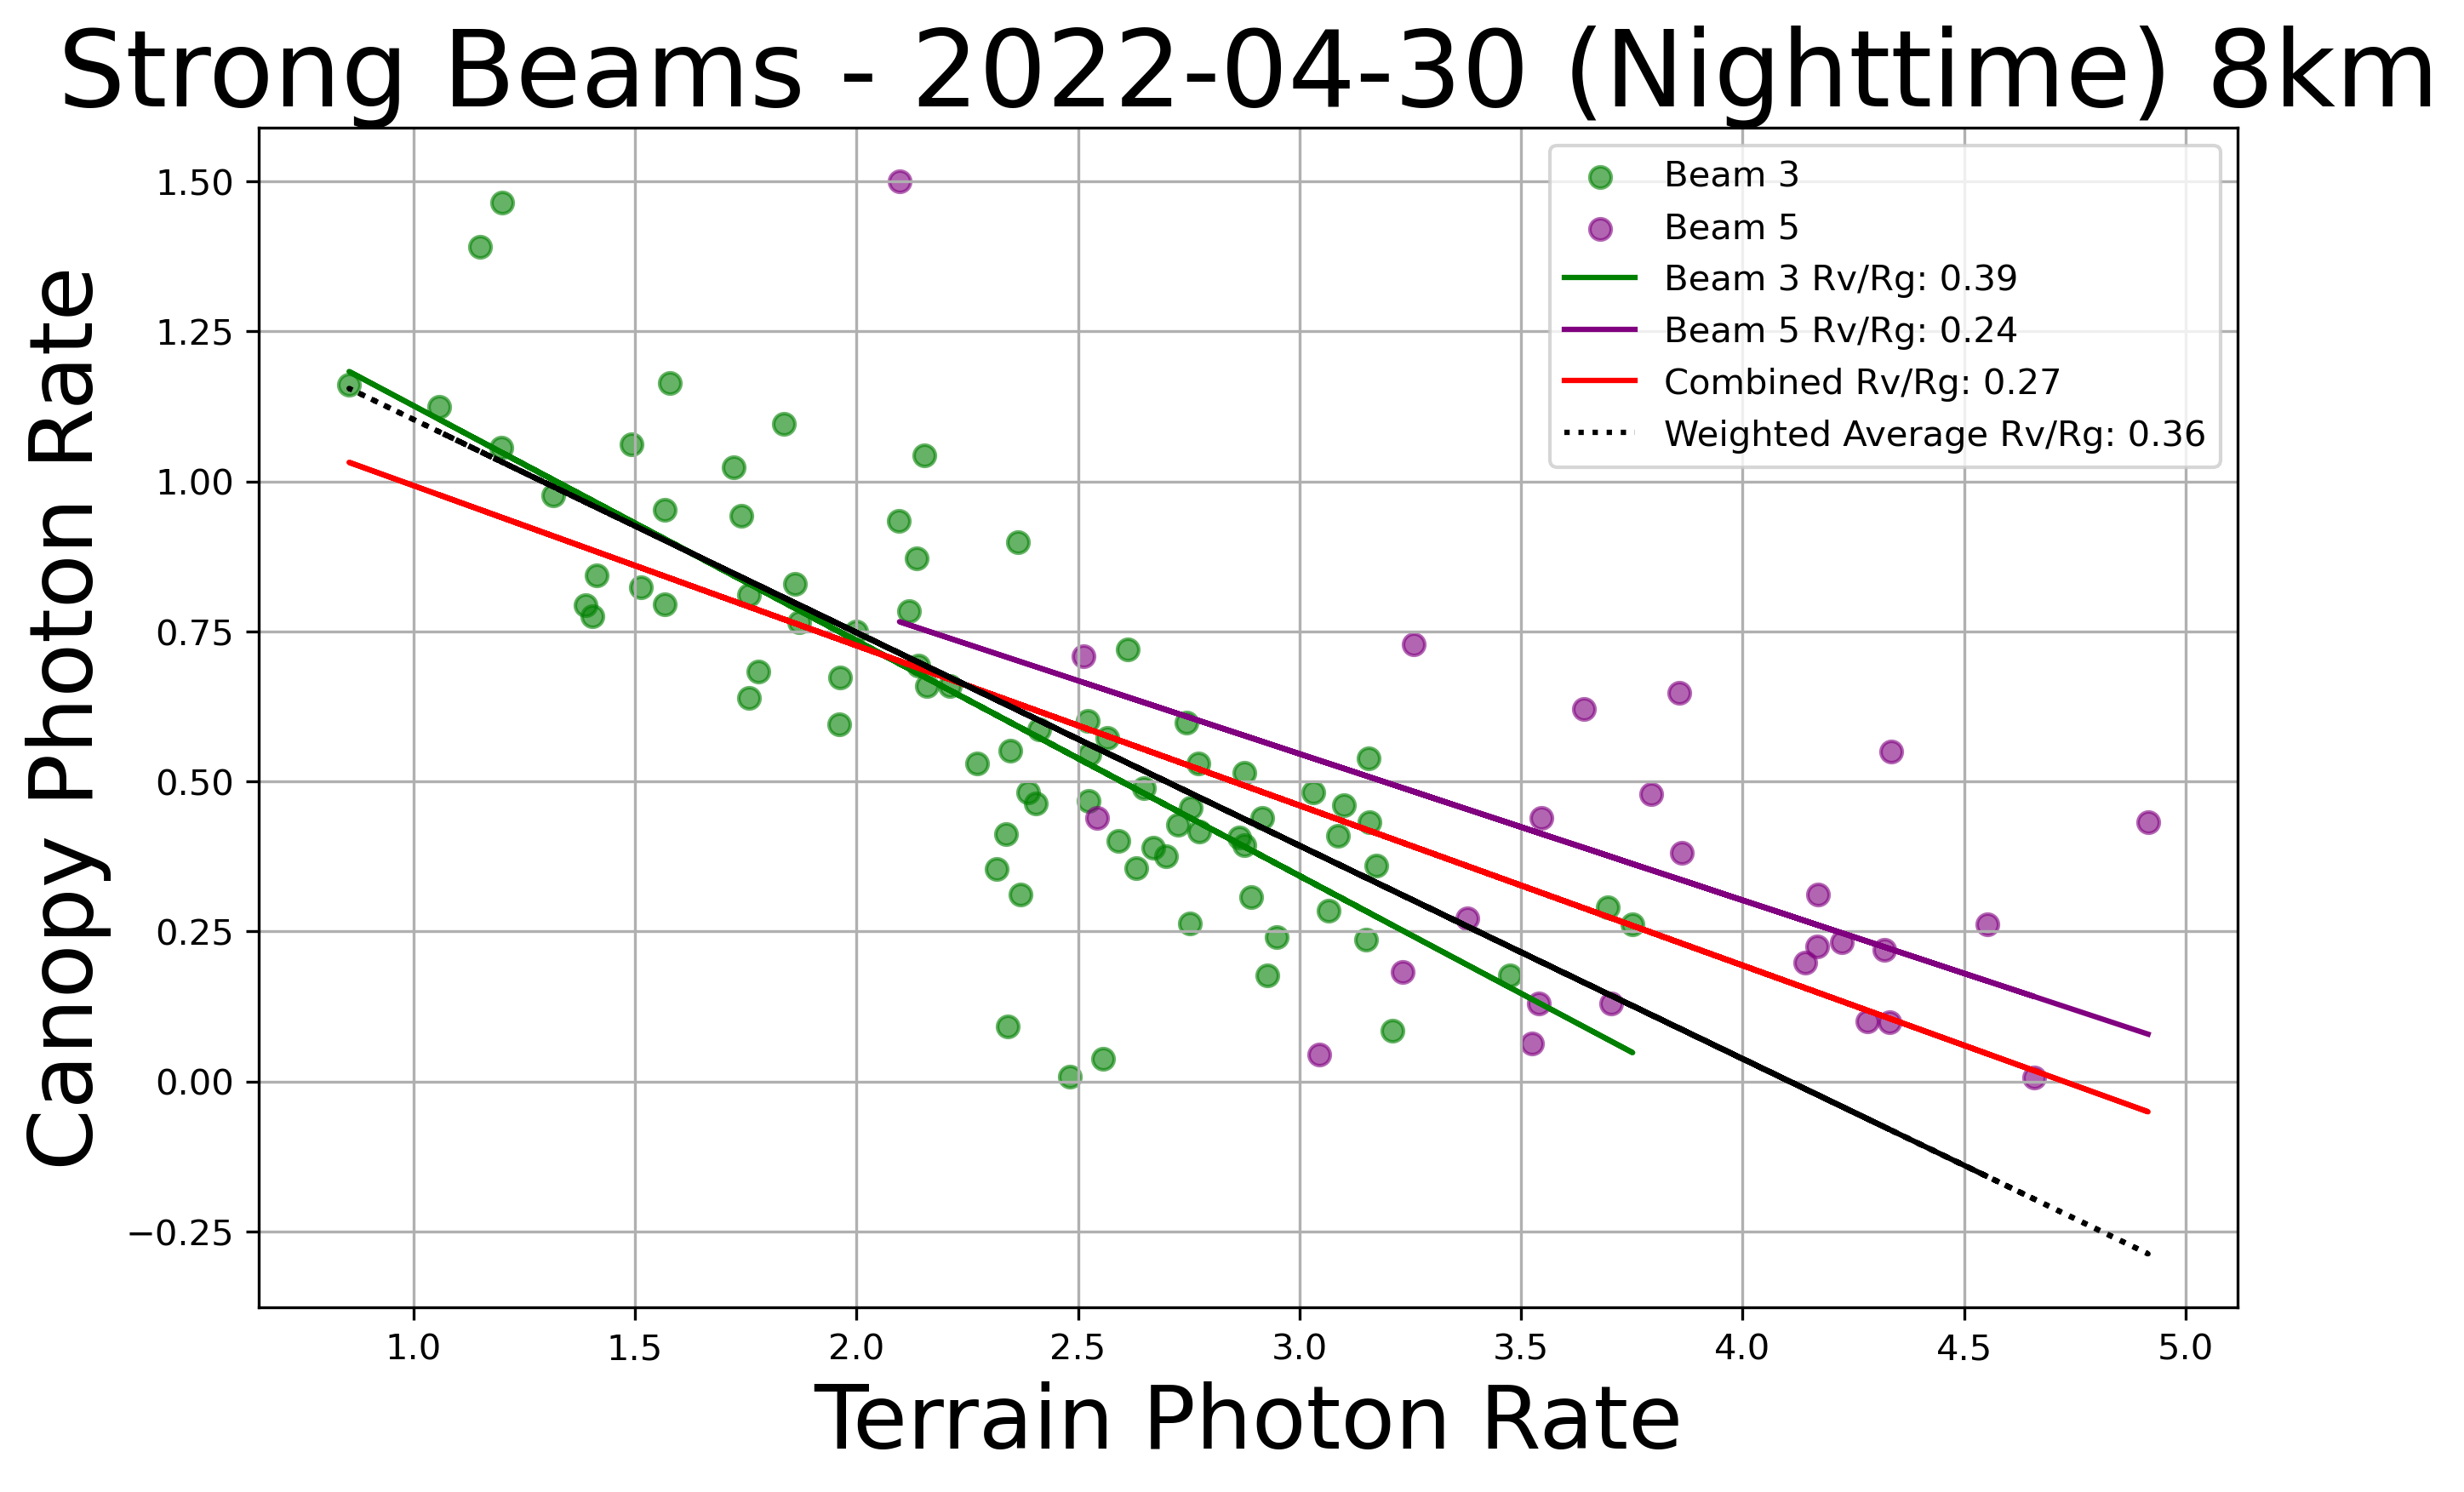 Strong Beams - 2022-04-30 (Nighttime) 8km
Canopy Photon Rate
1.50
1.25
1.00
0.75
0.50
0.25
0.00
−0.25
Beam 3
Beam 5
Beam 3 Rv/Rg: 0.39
Beam 5 Rv/Rg: 0.24
Combined Rv/Rg: 0.27
Weighted Average Rv/Rg: 0.36
1.0 1.5 2.0 2.5 3.0 3.5 4.0 4.5 5.0
Terrain Photon Rate